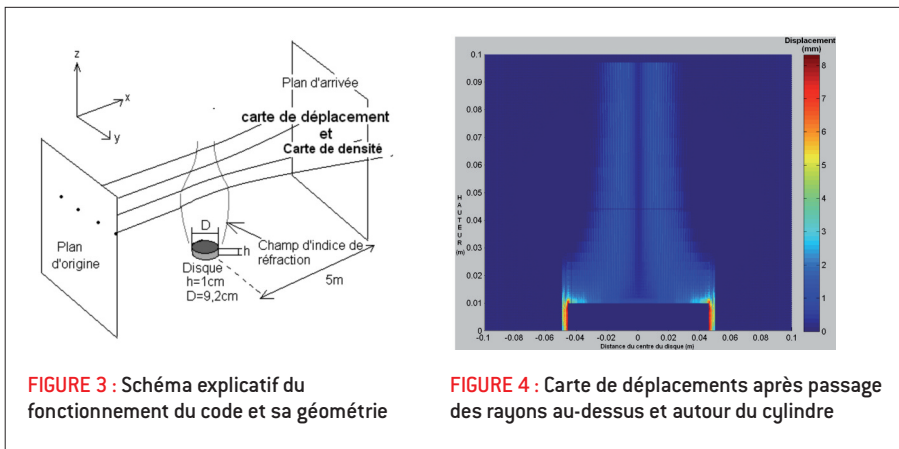 z
x
y
Plan d'arrivée
carte de déplacement
et
Carte de densité
Plan
d'origine
D
h
Disque
h=1cm
D=9,2cm
Champ d'indice de
réfraction
5m
FIGURE 3 : Schéma explicatif du
fonctionnement du code et sa géométrie
Displacement
(mm)
0.1
0.09
0.08
0.07
0.06
0.05
0.04
0.03
0.02
0.01
0
HAUTEUR
(m)
-0.1 -0.08 -0.06 -0.04 -0.02 0 0.02 0.04 0.06 0.08 0.1
Distance du centre du disque (m)
8
7
6
5
4
3
2
1
0
FIGURE 4 : Carte de déplacements après passage
des rayons au-dessus et autour du cylindre